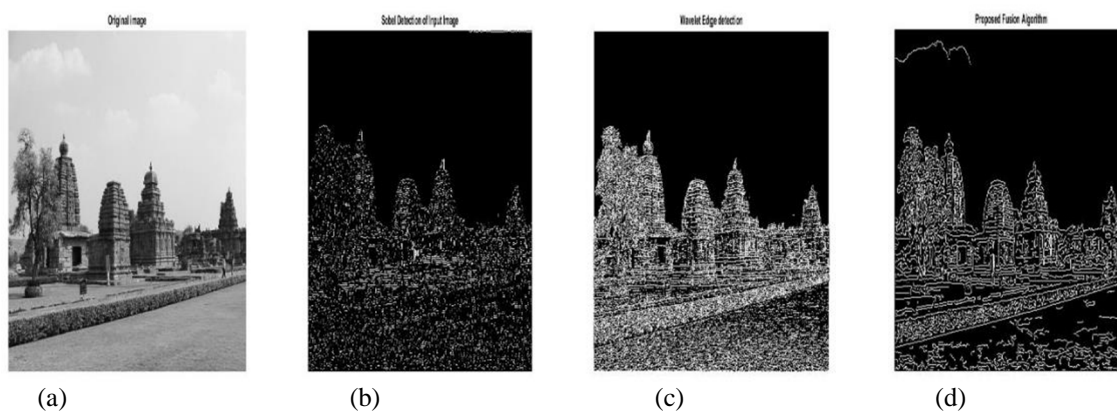 Original image
Sobel Detection of Input Image
Wavelet Edge detection
Proposed Fusion Algorithm
(a)
(b)
(c)
(d)